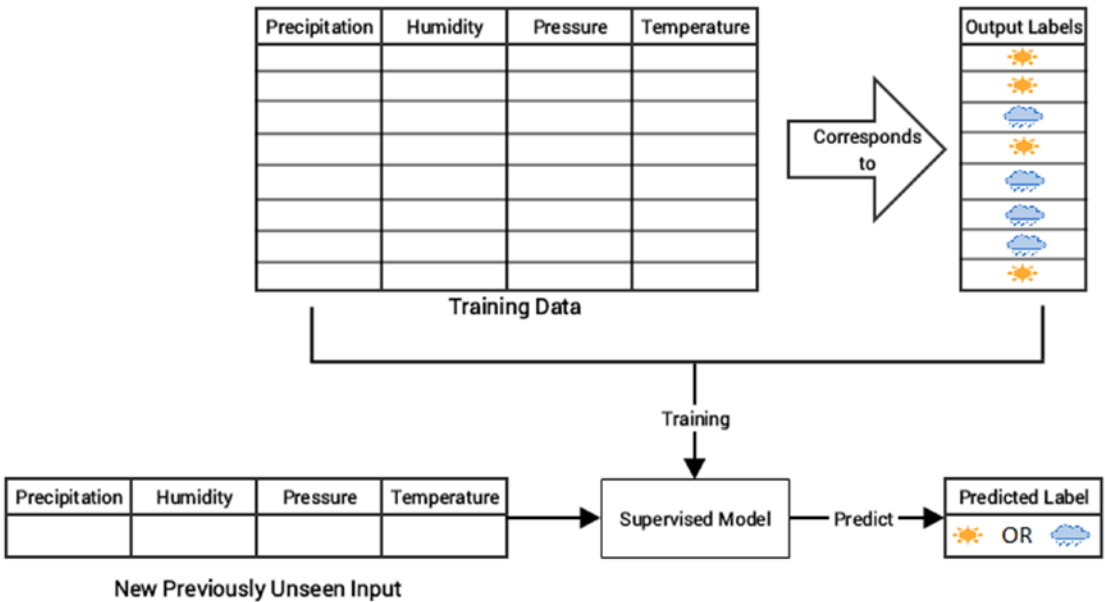 Precipitation Humidity Pressure Temperature
Output Labels
Corresponds
to
Training Data
Training
Precipitation Humidity Pressure Temperature
Supervised Model
Predict
Predicted Label
OR
New Previously Unseen Input